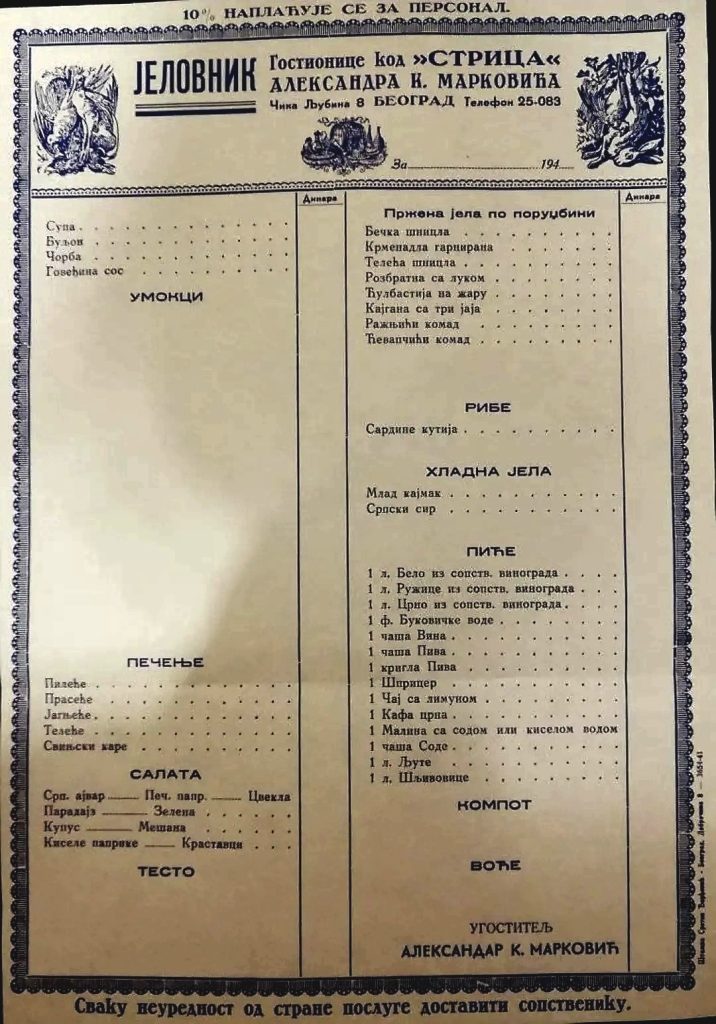 10% НАПЛАЋУЈЕ СЕ ЗА ПЕРСОНАЛ.
ЈЕЛОВНИК
Гостионице код »СТРИЦА«
АЛЕКСАНДРА К. МАРКОВИЋА
Чика Љубина 8 БЕОГРАД Телефон 25-083
За 194
Динара
Супа
Буљон
Чорба
Говеђина сос
УМОКЦИ
ПЕЧЕЊЕ
Пилеће
Прасеће
Јагњеће
Телеће
Свињски каре
САЛАТА
Срп. ајвар Печ. папр. Цвекла
Парадајз Зелена
Купус Мешана
Киселе паприке Краставци
ТЕСТО
Динара
Пржена јела по поруџбини
Бечка шницла
Крменадла гарнирана
Телећа шницла
Розбратна са луком
Ћулбастија на жару
Кајгана са три јаја
Ражњићи комад
Ћевапчићи комад
РИБЕ
Сардине кутија
ХЛАДНА ЈЕЛА
Млад кајмак
Српски сир
ПИЋЕ
1 л. Бело из сопств. винограда
1 л. Ружице из сопств. винограда
1 л. Црно из сопств. винограда
1 ф. Буковичке воде
1 чаша Вина
1 чаша Пива
1 кригла Пива
1 Шприцер
1 Чај са лимуном
1 Кафа црна
1 Малина са содом или киселом водом
1 чаша Соде
1 л. Љуте
1 л. Шљивовице
КОМПОТ
ВОЋЕ
УГОСТИТЕЉ
АЛЕКСАНДАР К. МАРКОВИЋ
Сваку неуредност од стране послуге доставити сопственику.
Београд, Добрачина 8 — 3654-41